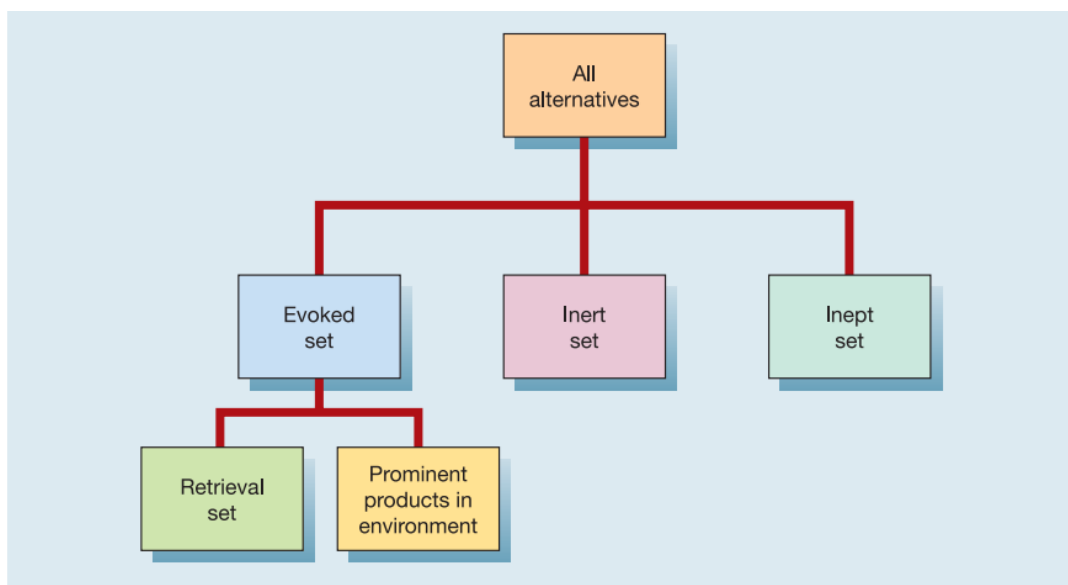 All
alternatives
Evoked
set
Inert
set
Inept
set
Retrieval
set
Prominent
products in
environment